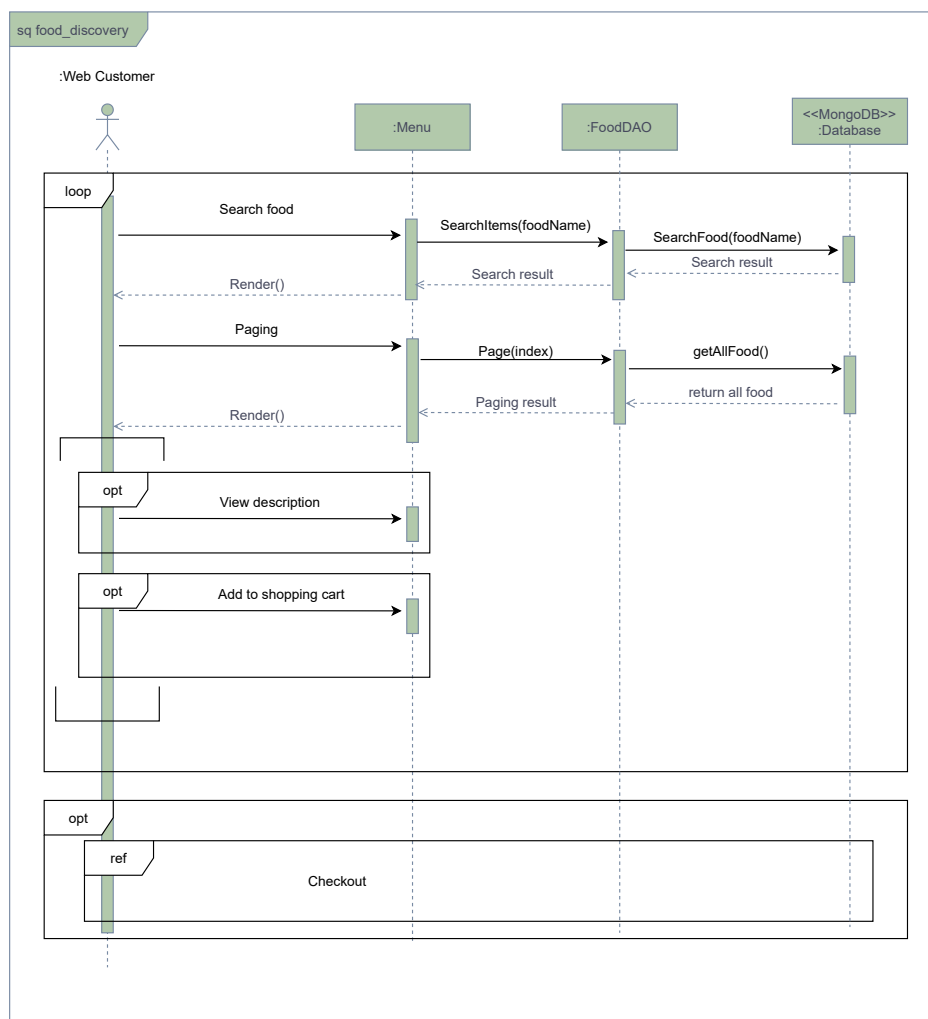 sq food_discovery
:Web Customer
:Menu
:FoodDAO
<<MongoDB>>
:Database
loop
Search food
SearchItems(foodName)
SearchFood(foodName)
Search result
Search result
Render()
Paging
Page(index)
getAllFood()
return all food
Paging result
Render()
opt
View description
opt
Add to shopping cart
opt
ref
Checkout